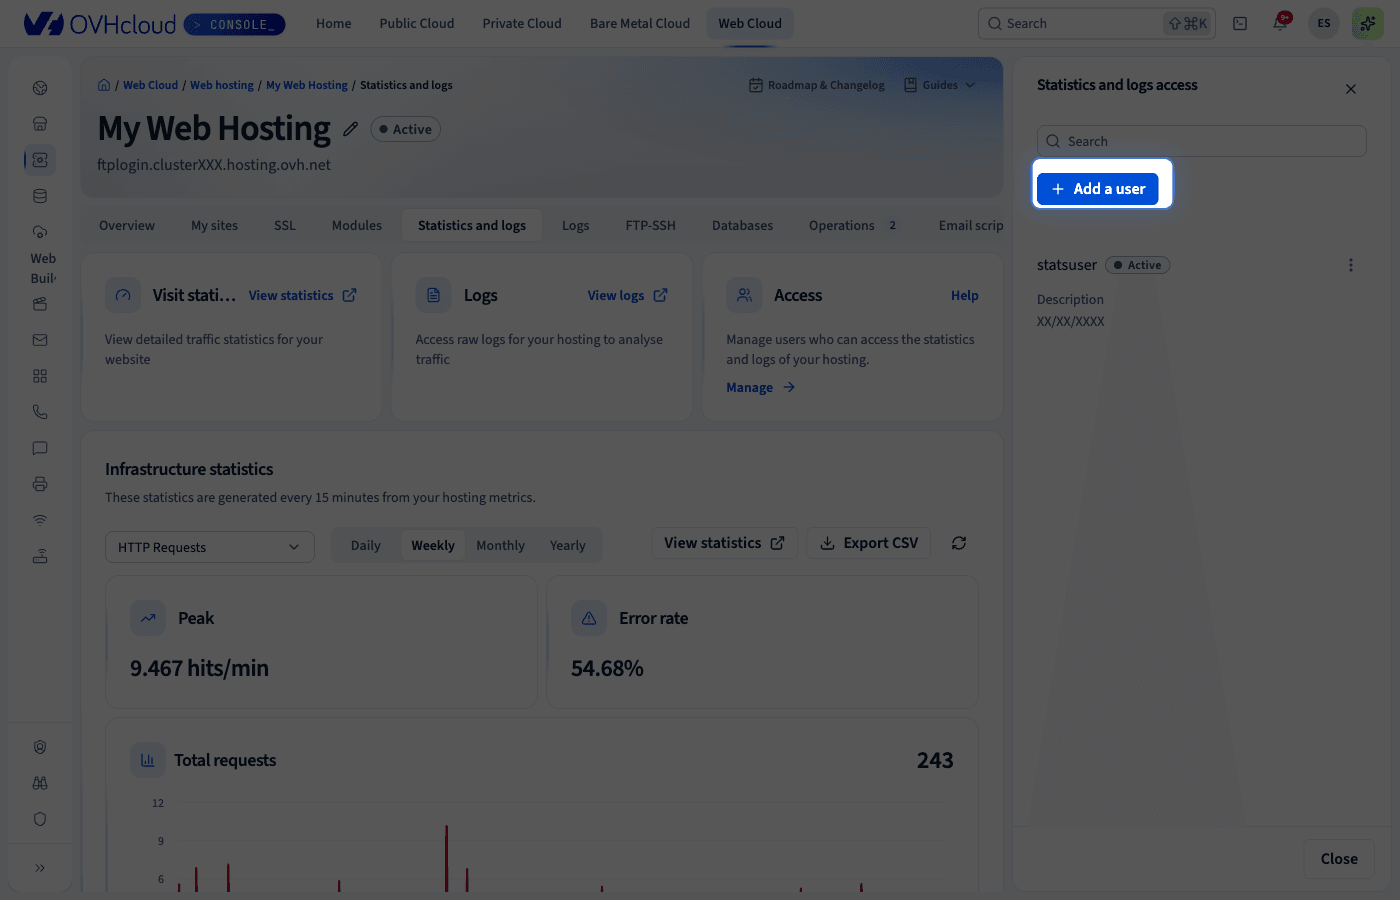 OVHcloud
> CONSOLE_
Home
Public Cloud
Private Cloud
Bare Metal Cloud
Web Cloud
Search
⇧⌘K
9+
ES
/ Web Cloud / Web hosting / My Web Hosting / Statistics and logs
Roadmap & Changelog
Guides
My Web Hosting
Active
ftplogin.clusterXXX.hosting.ovh.net
Overview
My sites
SSL
Modules
Statistics and logs
Logs
FTP-SSH
Databases
Operations 2
Email scrip
Web
Buil
Visit stati...
View statistics
View detailed traffic statistics for your
website
Logs
View logs
Access raw logs for your hosting to analyse
traffic
Access
Help
Manage users who can access the statistics
and logs of your hosting.
Manage
Infrastructure statistics
These statistics are generated every 15 minutes from your hosting metrics.
HTTP Requests
Daily
Weekly
Monthly
Yearly
View statistics
Export CSV
Peak
9.467 hits/min
Error rate
54.68%
Total requests
243
12
9
6
Statistics and logs access
Search
+ Add a user
statsuser
Active
Description
XX/XX/XXXX
Close